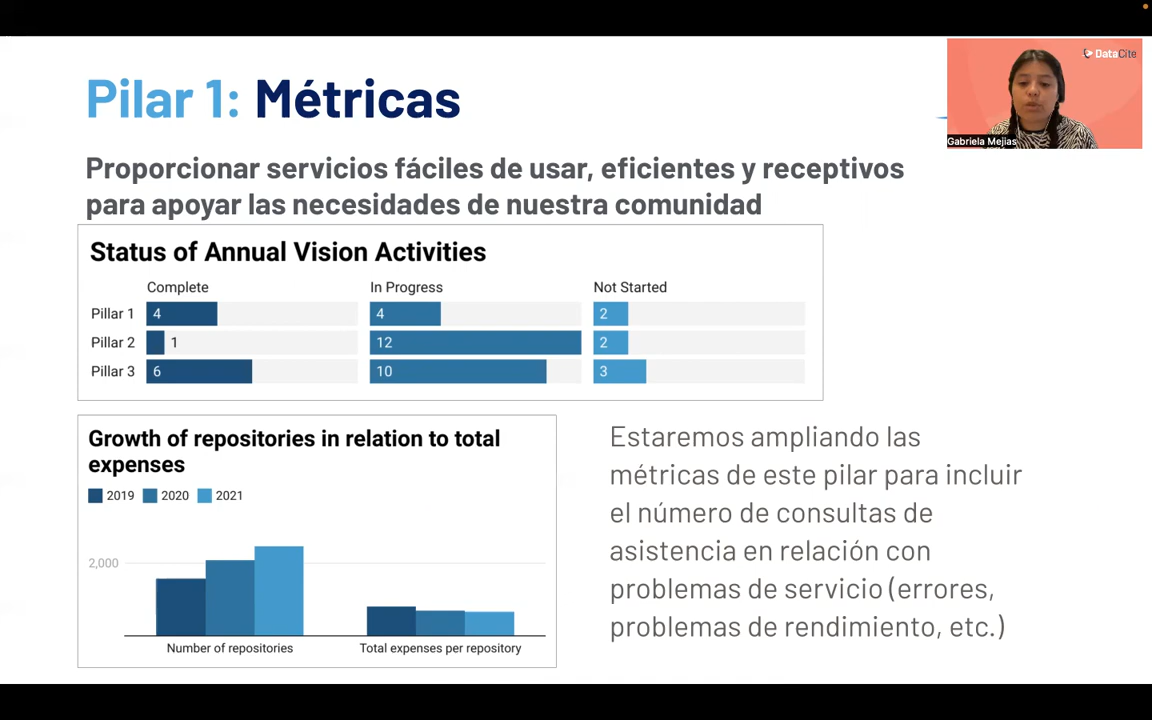 Pilar 1: Métricas
DataCite
Gabriela Mejias
Proporcionar servicios fáciles de usar, eficientes y receptivos
para apoyar las necesidades de nuestra comunidad
Status of Annual Vision Activities
Complete In Progress Not Started
Pillar 1 4 4 2
Pillar 2 1 12 2
Pillar 3 6 10 3
Growth of repositories in relation to total
expenses
2019 2020 2021
2,000
Number of repositories Total expenses per repository
Estaremos ampliando las
métricas de este pilar para incluir
el número de consultas de
asistencia en relación con
problemas de servicio (errores,
problemas de rendimiento, etc.)